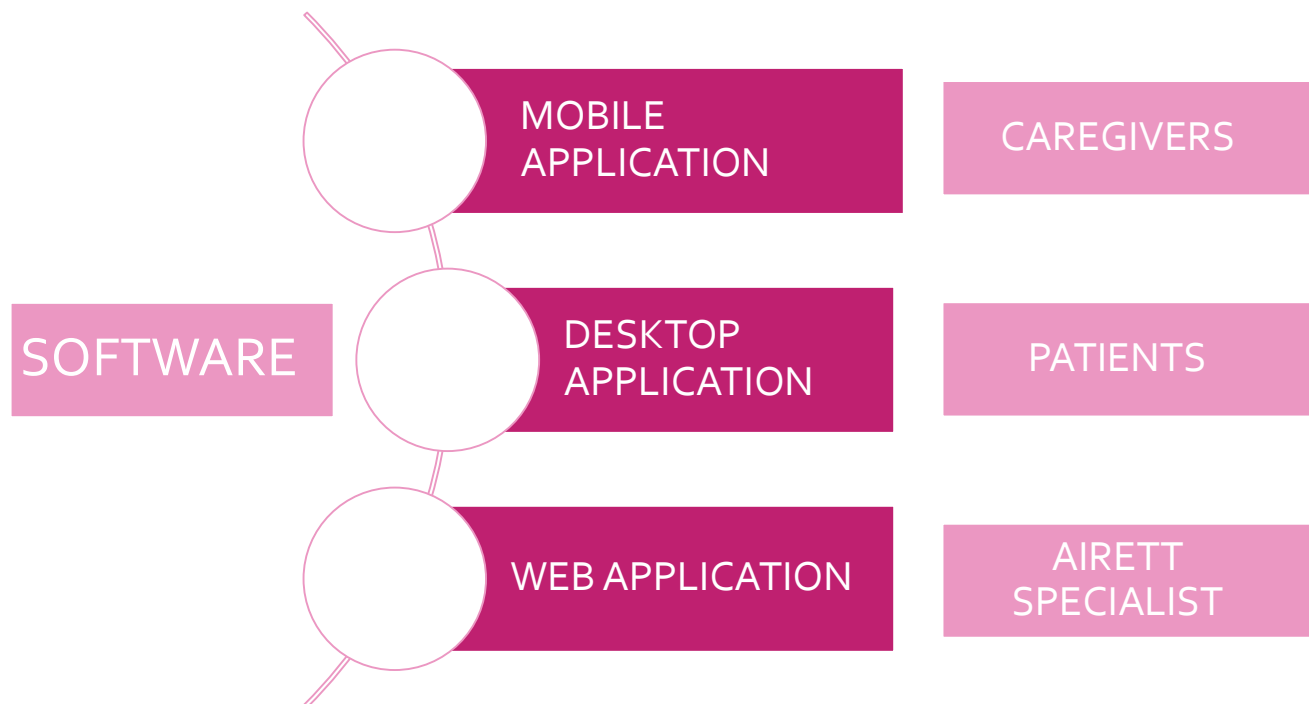 MOBILE
APPLICATION
CAREGIVERS
SOFTWARE
DESKTOP
APPLICATION
PATIENTS
WEB APPLICATION
AIRETT
SPECIALIST